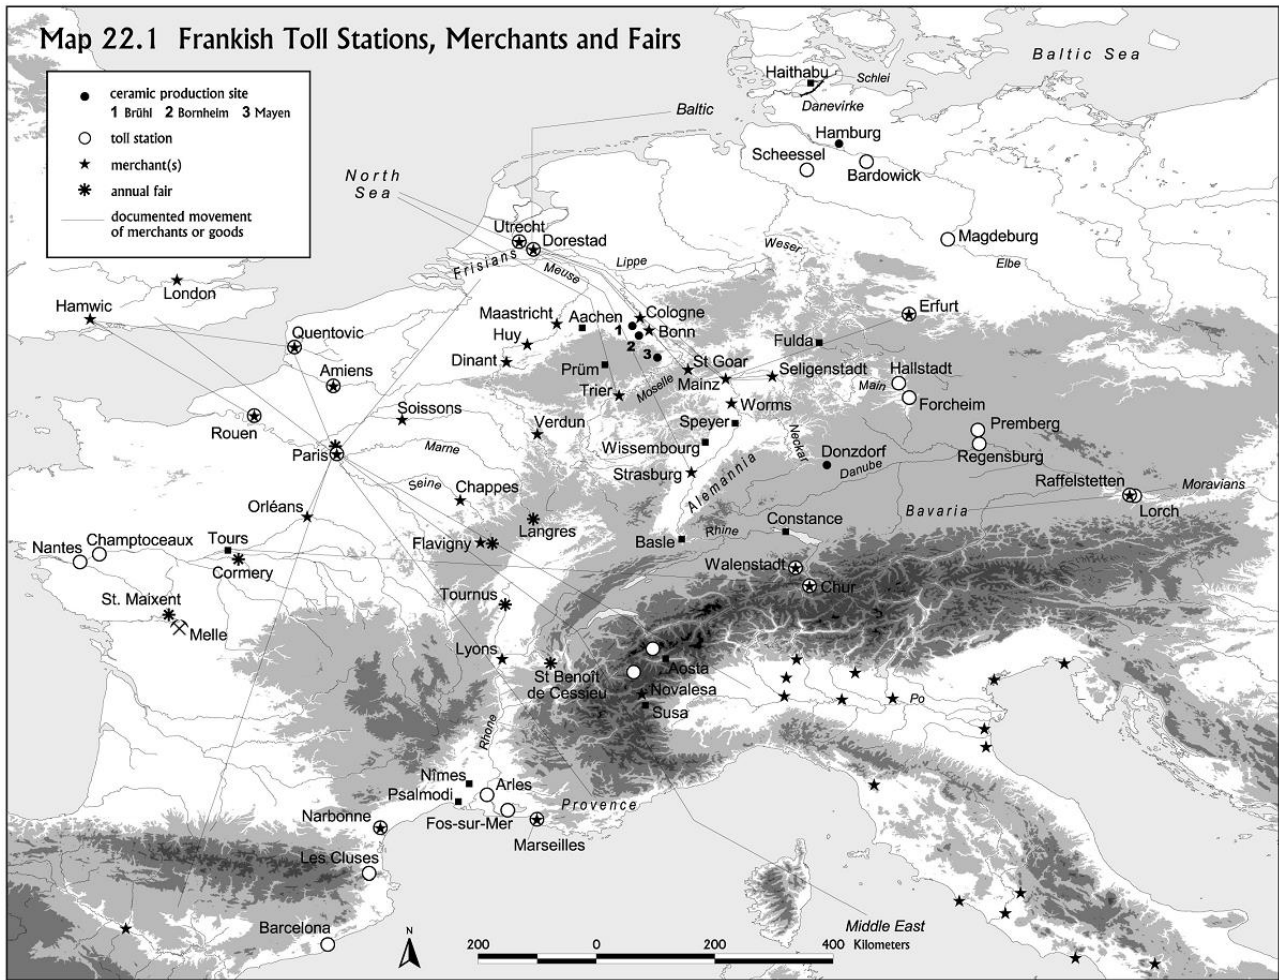 Map 22.1 Frankish Toll Stations, Merchants and Fairs
ceramic production site
1 Brühl 2 Bornheim 3 Mayen
toll station
merchant(s)
annual fair
documented movement
of merchants or goods
Baltic Sea
Haithabu
Schlei
Danevirke
Baltic
Hamburg
Scheessel
Bardowick
North
Sea
Utrecht
Dorestad
Magdeburg
Weser
Elbe
Frisians
Meuse
Lippe
London
Hamwic
Quentovic
Maastricht
Aachen
Cologne
1
Bonn
2
3
Erfurt
Huy
Fulda
Dinant
Amiens
Prüm
St Goar
Seligenstadt
Hallstadt
Trier
Moselle
Mainz
Main
Forcheim
Soissons
Worms
Rouen
Verdun
Speyer
Premberg
Paris
Marne
Wissembourg
Neckar
Donzdorf
Regensburg
Strasburg
Alemannia
Danube
Raffelstetten
Moravians
Seine
Chappes
Orléans
Langres
Constance
Bavaria
Lorch
Rhine
Nantes
Champtoceaux
Tours
Flavigny
Basle
Cormery
Walenstadt
Chur
St. Maixent
Tournus
Melle
Lyons
Aosta
St Benoît
de Cessieu
Novalesa
Po
Susa
Rhone
Nîmes
Arles
Psalmodi
Provence
Narbonne
Fos-sur-Mer
Marseilles
Les Cluses
Barcelona
Middle East
N
200 0 200 400 Kilometers